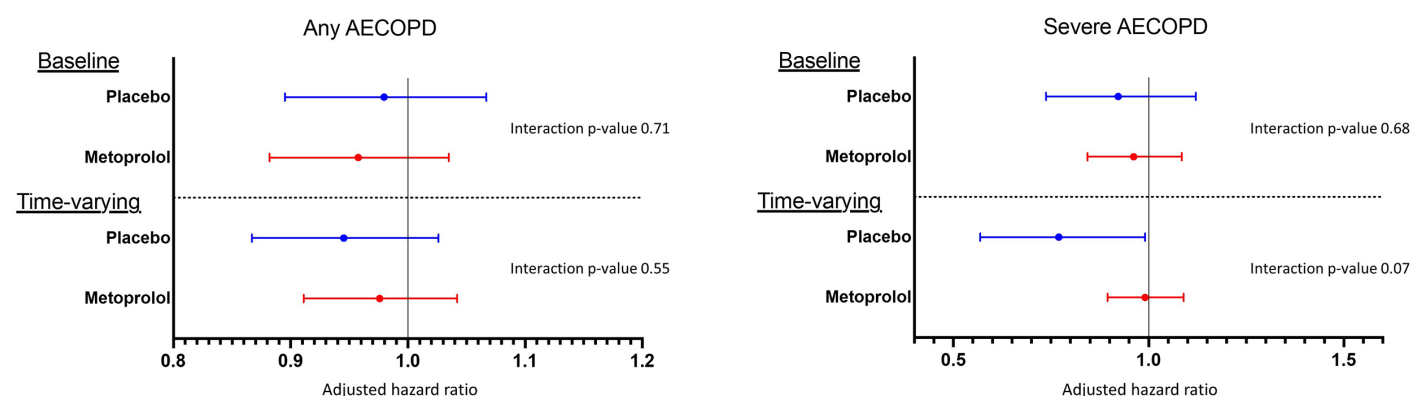 Any AECOPD
Baseline
Placebo
Interaction p-value 0.71
Metoprolol
Time-varying
Placebo
Interaction p-value 0.55
Metoprolol
0.8 0.9 1.0 1.1 1.2
Adjusted hazard ratio
Severe AECOPD
Baseline
Placebo
Interaction p-value 0.68
Metoprolol
Time-varying
Placebo
Interaction p-value 0.07
Metoprolol
0.5 1.0 1.5
Adjusted hazard ratio